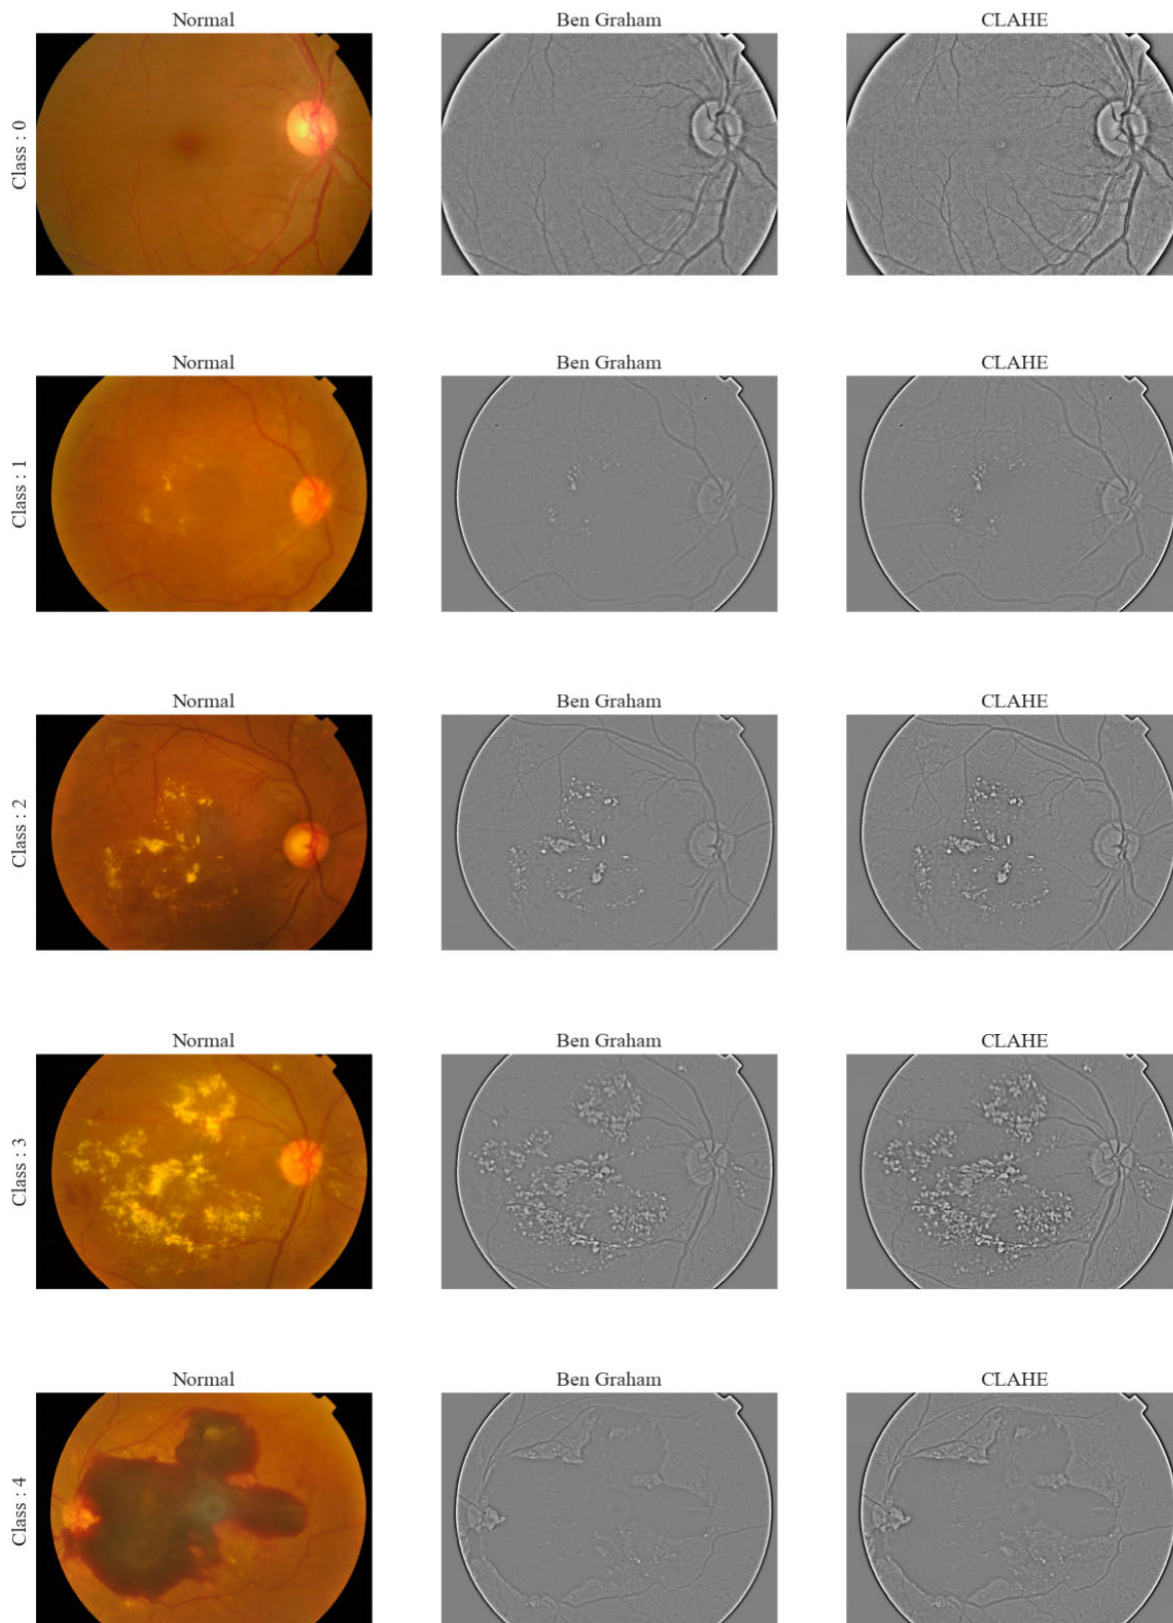 Normal Ben Graham CLAHE
Class : 0
Normal Ben Graham CLAHE
Class : 1
Normal Ben Graham CLAHE
Class : 2
Normal Ben Graham CLAHE
Class : 3
Normal Ben Graham CLAHE
Class : 4